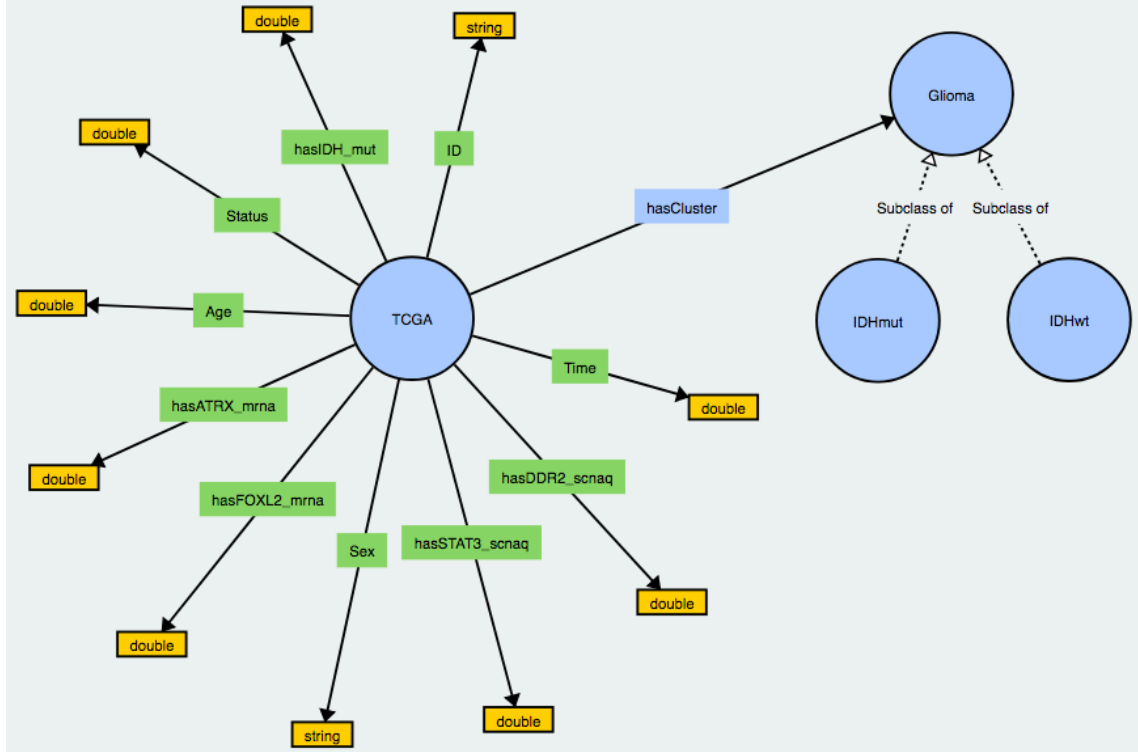 double
string
Glioma
double
hasIDH_mut
ID
hasCluster
Subclass of
Subclass of
Status
double
Age
TCGA
IDHmut
IDHwt
Time
double
hasATRX_mrna
double
hasDDR2_scnaq
hasFOXL2_mrna
Sex
hasSTAT3_scnaq
double
double
string
double